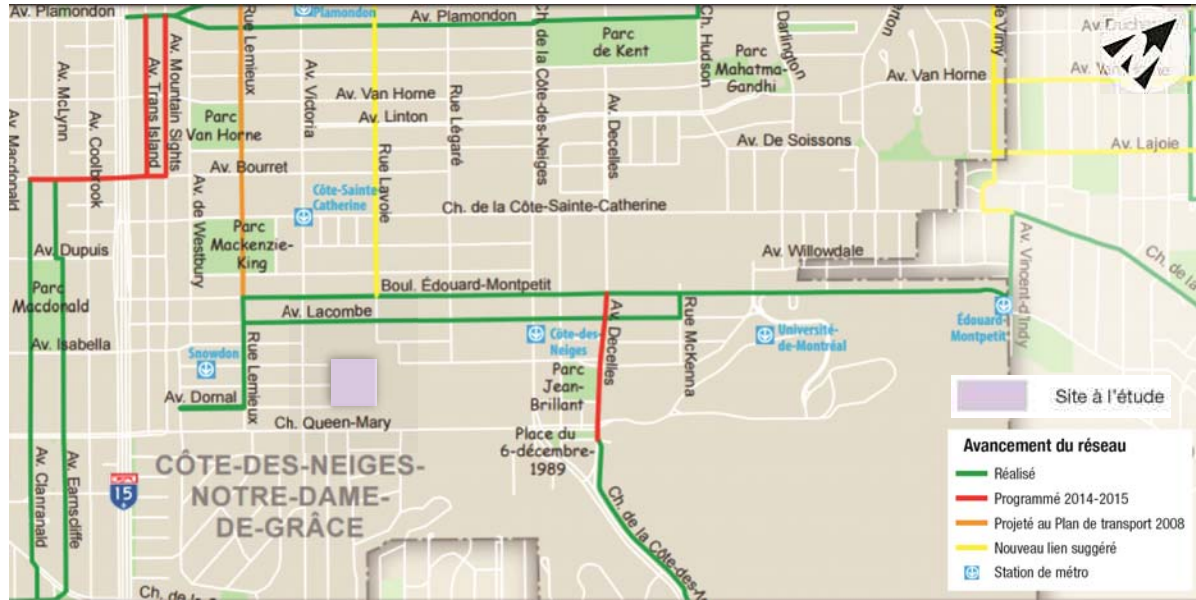 Av. Plamondon
Plamondon
Av. Plamondon
Ch. de la Côte-des-Neiges
Ch. Hudson
Darlington
Av. Trans Island
Av. Mountain Sights
Rue Lemieux
Av. Victoria
Parc
de Kent
Parc
Mahatma-
Gandhi
Av. Van Horne
Av. McLynn
Av. Coolbrook
Av. Macdonald
Av. Van Horne
Av. Linton
Rue Légaré
Av. Decelles
Parc
Van Horne
Av. De Soissons
Av. Lajoie
Av. Bourret
Rue Lavoie
Av. de Westbury
Côte-Sainte-
Catherine
Ch. de la Côte-Sainte-Catherine
Parc
Mackenzie-
King
Av. Dupuis
Av. Willowdale
Av. Vincent-d'Indy
Parc
Macdonald
Boul. Édouard-Montpetit
Av. Lacombe
Av. Decelles
Rue McKenna
Édouard-
Montpetit
Côte-des-
Neiges
Université-
de-Montréal
Av. Isabella
Snowdon
Rue Lemieux
Parc
Jean-
Brillant
Av. Dornal
Ch. Queen-Mary
Place du
6-décembre-
1989
Av. Clanranald
Av. Earnscliffe
15
CÔTE-DES-NEIGES-
NOTRE-DAME-
DE-GRÂCE
Site à l'étude
Avancement du réseau
Réalisé
Programmé 2014-2015
Projeté au Plan de transport 2008
Nouveau lien suggéré
Station de métro